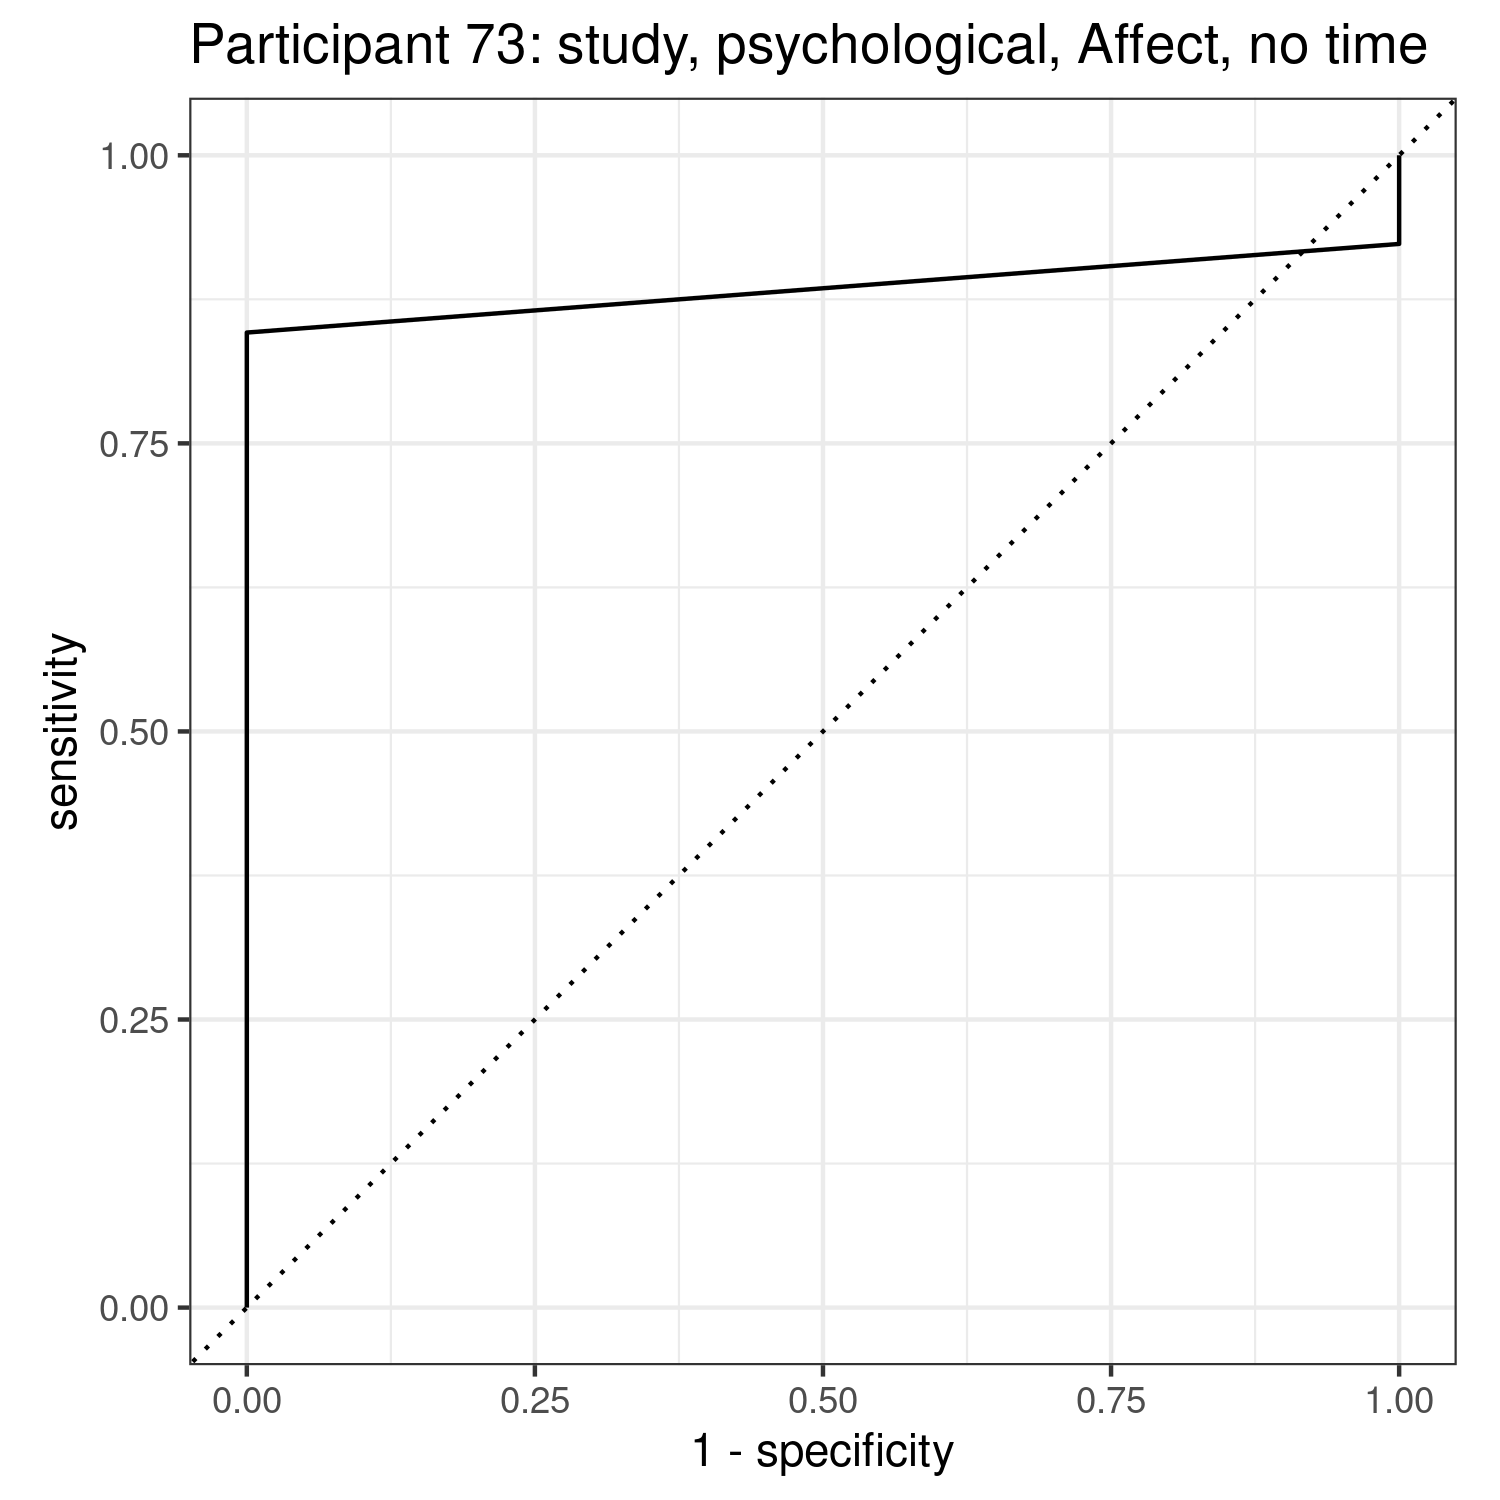 Participant 73: study, psychological, Affect, no time
1.00
0.75
0.50
0.25
0.00
sensitivity
0.00 0.25 0.50 0.75 1.00
1 - specificity